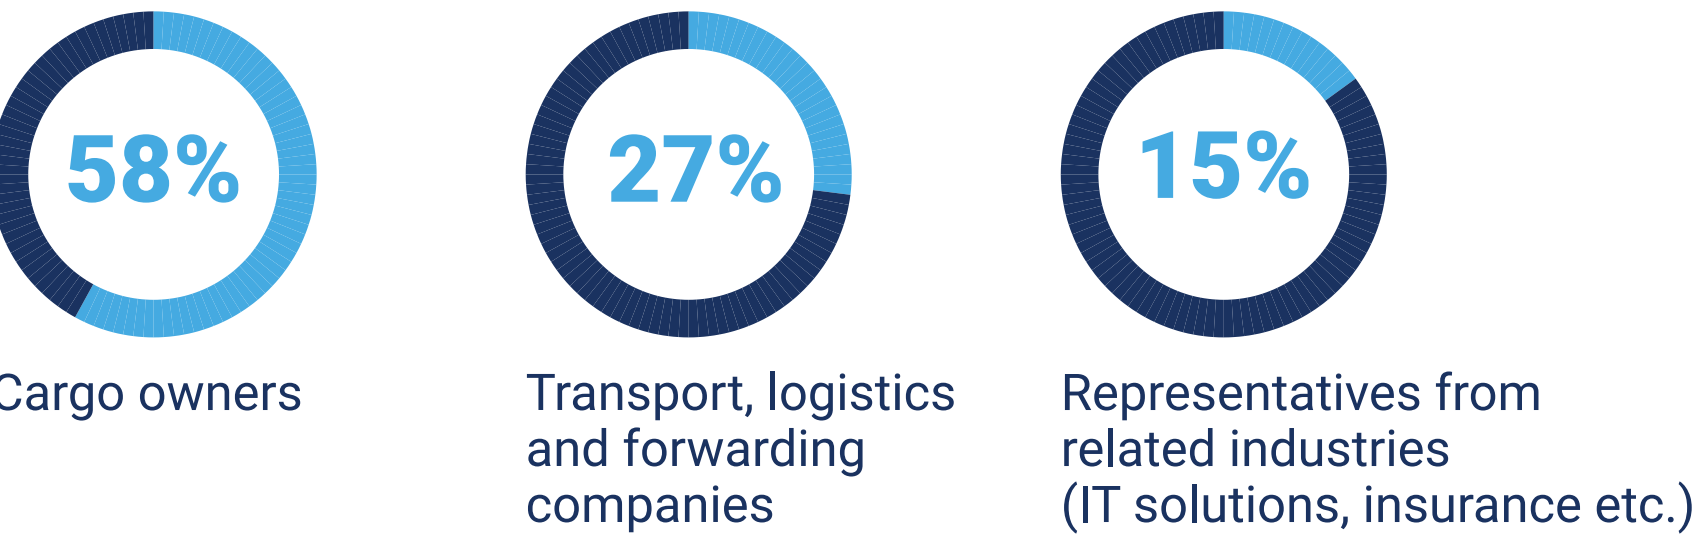 58%
27%
15%
Cargo owners
Transport, logistics
and forwarding
companies
Representatives from
related industries
(IT solutions, insurance etc.)